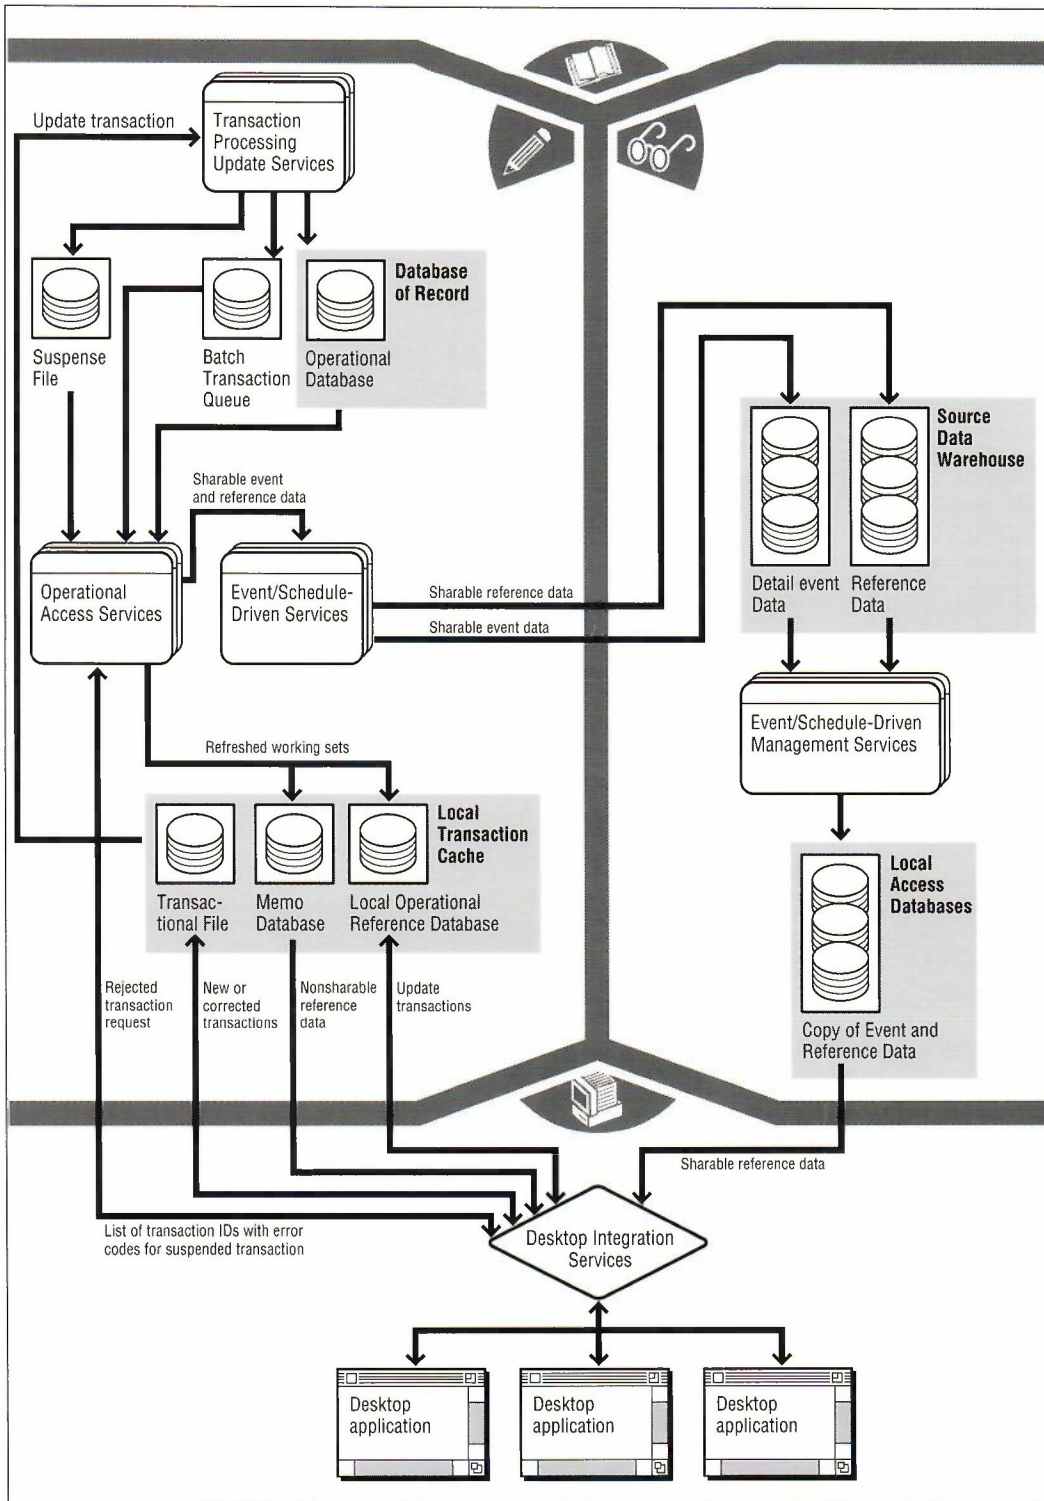 Update transaction
Transaction
Processing
Update Services
Database
of Record
Suspense
File
Batch
Transaction
Queue
Operational
Database
Source
Data
Warehouse
Sharable event
and reference data
Operational
Access Services
Event/Schedule-
Driven Services
Sharable reference data
Sharable event data
Detail event
Data
Reference
Data
Event/Schedule-Driven
Management Services
Refreshed working sets
Local
Transaction
Cache
Transac-
tional File
Memo
Database
Local Operational
Reference Database
Local
Access
Databases
Copy of Event and
Reference Data
Rejected
transaction
request
New or
corrected
transactions
Nonsharable
reference
data
Update
transactions
Sharable reference data
List of transaction IDs with error
codes for suspended transaction
Desktop Integration
Services
Desktop
application
Desktop
application
Desktop
application